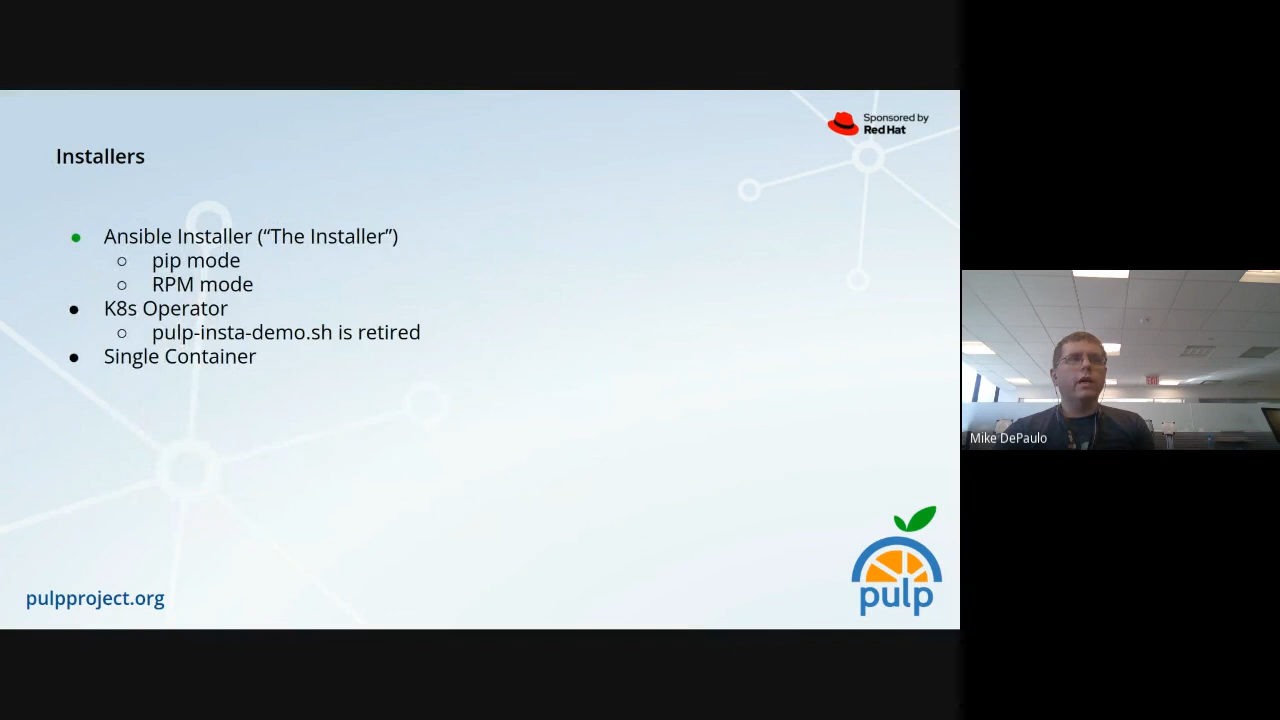 Sponsored by
Red Hat
Installers
● Ansible Installer (“The Installer”)
○ pip mode
○ RPM mode
● K8s Operator
○ pulp-insta-demo.sh is retired
● Single Container
EXIT
Mike DePaulo
pulpproject.org
pulp